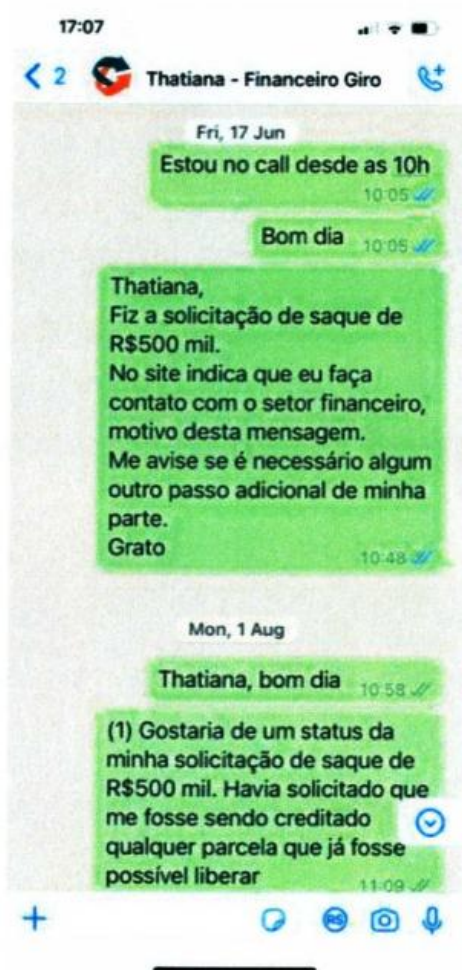 17:07
2 Thatiana - Financeiro Giro
Fri, 17 Jun
Estou no call desde as 10h
10:05
Bom dia 10:05
Thatiana,
Fiz a solicitação de saque de
R$500 mil.
No site indica que eu faça
contato com o setor financeiro,
motivo desta mensagem.
Me avise se é necessário algum
outro passo adicional de minha
parte.
Grato
10:48
Mon, 1 Aug
Thatiana, bom dia 10:58
(1) Gostaria de um status da
minha solicitação de saque de
R$500 mil. Havia solicitado que
me fosse sendo creditado
qualquer parcela que já fosse
possível liberar
11:09